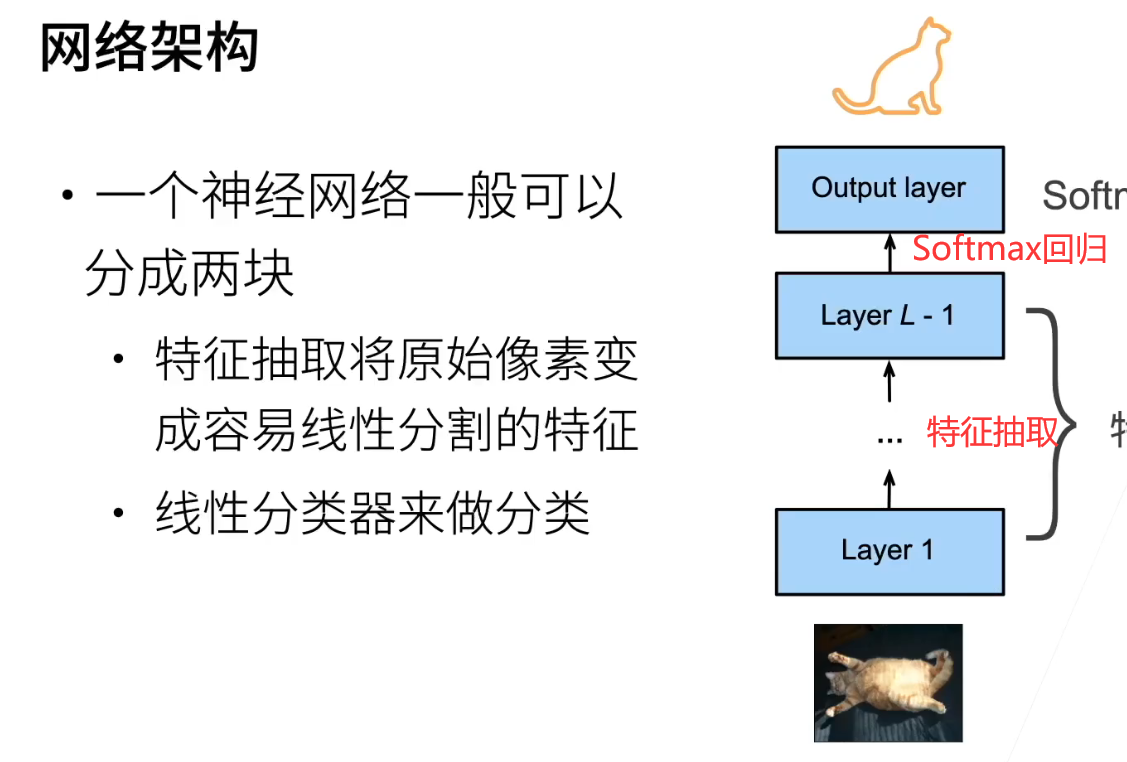 网络架构
• 一个神经网络一般可以
分成两块
• 特征抽取将原始像素变
成容易线性分割的特征
• 线性分类器来做分类
Output layer
Softmax回归
Layer L - 1
... 特征抽取
Layer 1